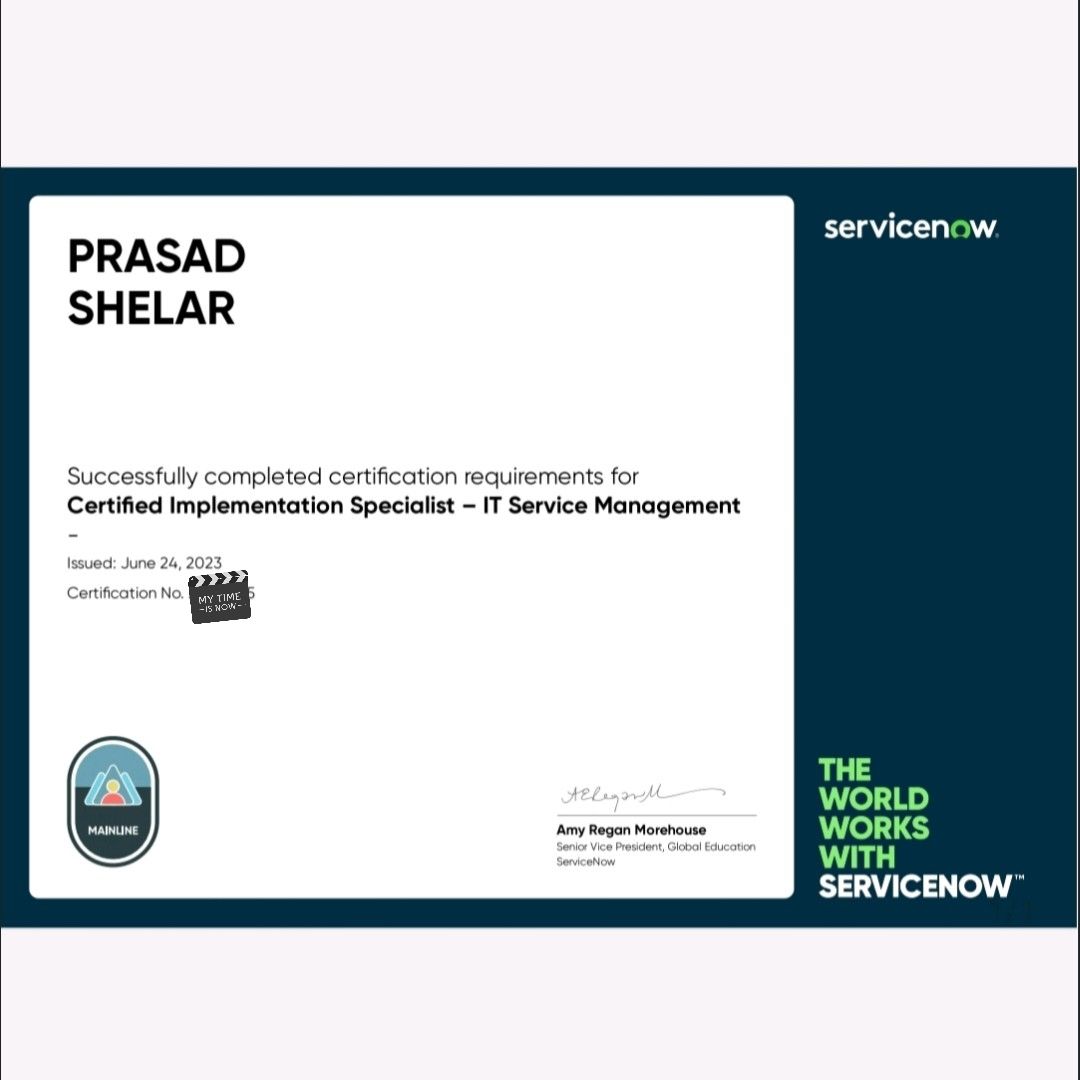 PRASAD
SHELAR
servicenow
Successfully completed certification requirements for
Certified Implementation Specialist – IT Service Management
–
Issued: June 24, 2023
Certification No.
MY TIME
-IS NOW-
MAINLINE
Amy Regan Morehouse
Senior Vice President, Global Education
ServiceNow
THE
WORLD
WORKS
WITH
SERVICENOW™